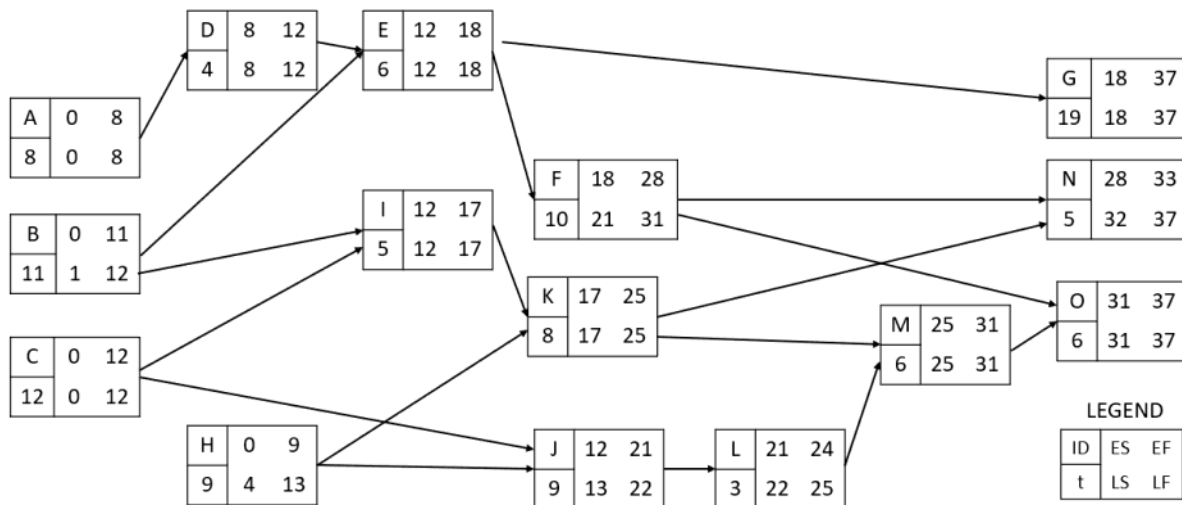 D 8 12
4 8 12
E 12 18
6 12 18
G 18 37
19 18 37
A 0 8
8 0 8
F 18 28
10 21 31
N 28 33
5 32 37
I 12 17
5 12 17
B 0 11
11 1 12
K 17 25
8 17 25
O 31 37
6 31 37
M 25 31
6 25 31
C 0 12
12 0 12
H 0 9
9 4 13
J 12 21
9 13 22
L 21 24
3 22 25
LEGEND
ID ES EF
t LS LF